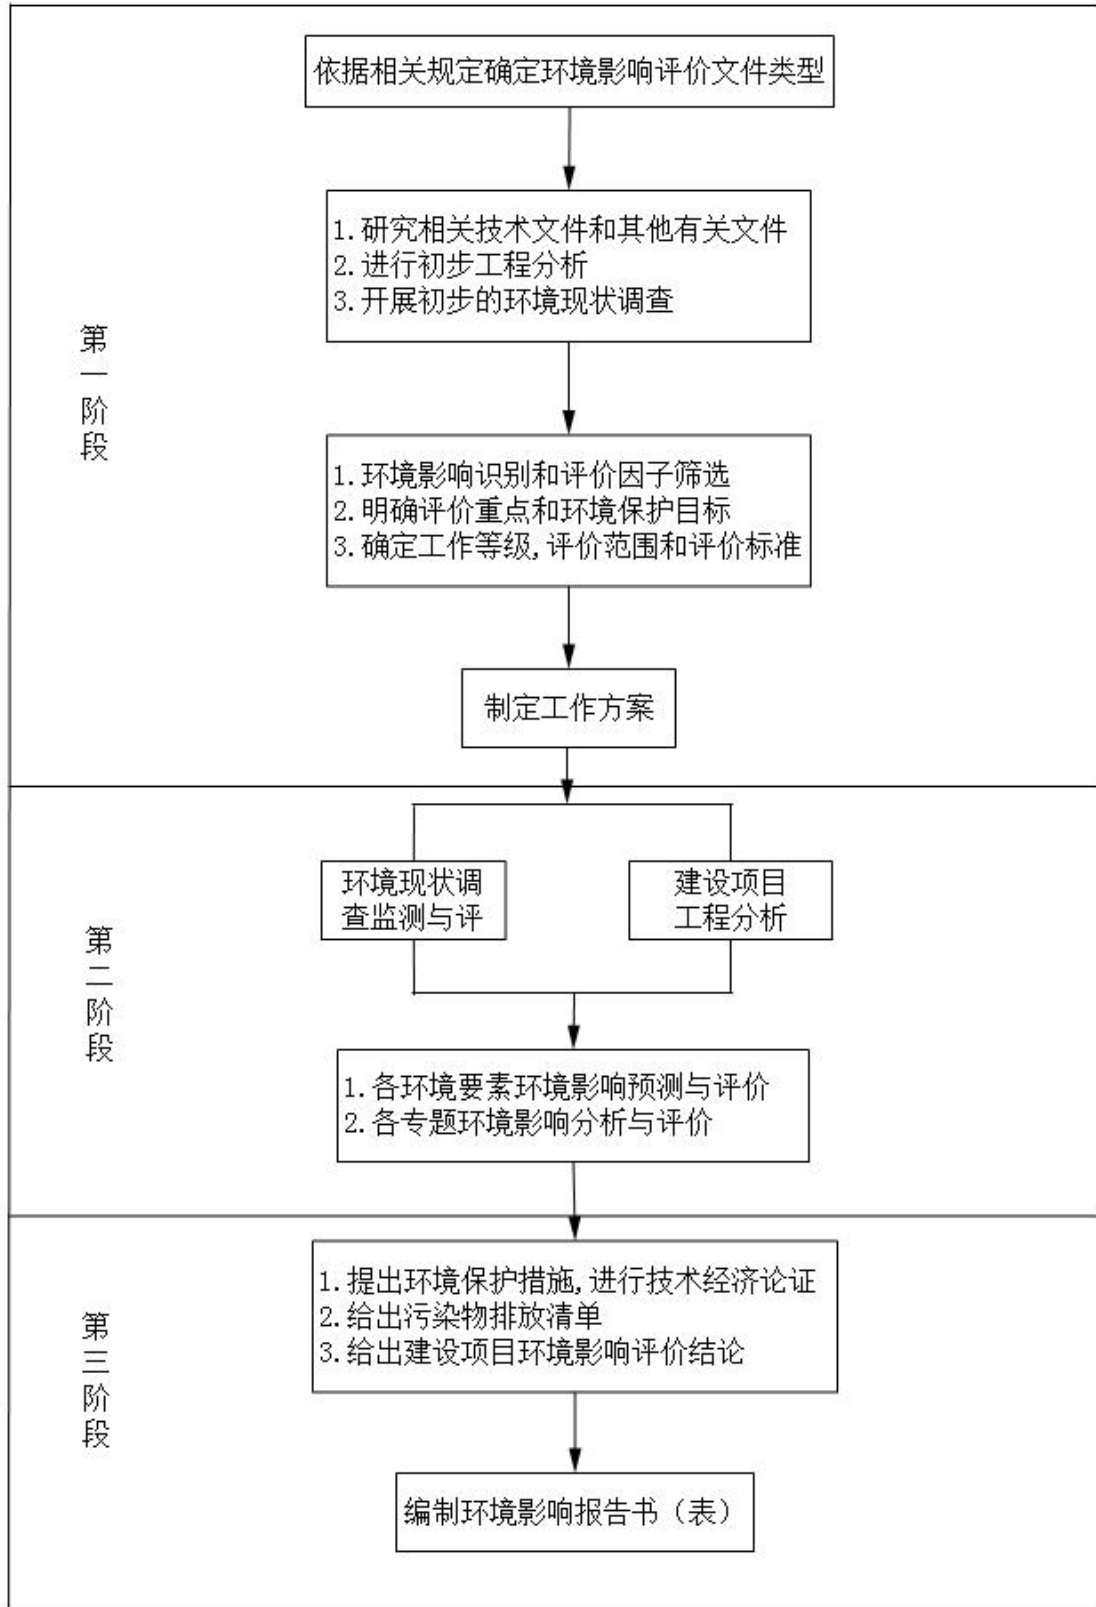 依据相关规定确定环境影响评价文件类型
1.研究相关技术文件和其他有关文件
2.进行初步工程分析
3.开展初步的环境现状调查
第一阶段
1.环境影响识别和评价因子筛选
2.明确评价重点和环境保护目标
3.确定工作等级,评价范围和评价标准
制定工作方案
环境现状调
查监测与评
建设项目
工程分析
第二阶段
1.各环境要素环境影响预测与评价
2.各专题环境影响分析与评价
1.提出环境保护措施,进行技术经济论证
2.给出污染物排放清单
3.给出建设项目环境影响评价结论
第三阶段
编制环境影响报告书（表）